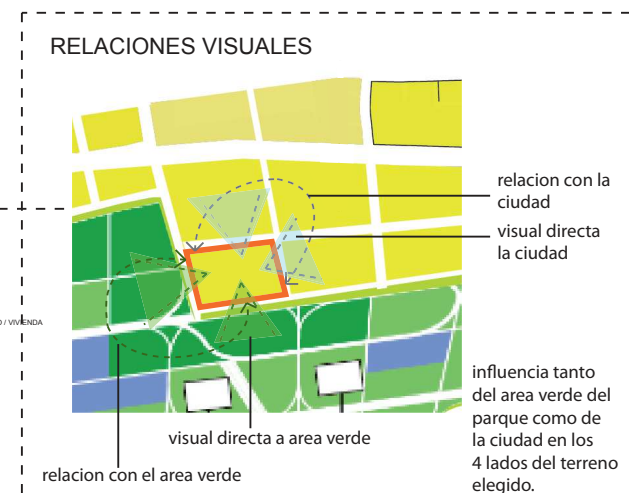 RELACIONES VISUALES
relacion con la
ciudad
visual directa
la ciudad
/ VIVIENDA
influencia tanto
del area verde del
parque como de
la ciudad en los
4 lados del terreno
elegido.
visual directa a area verde
relacion con el area verde